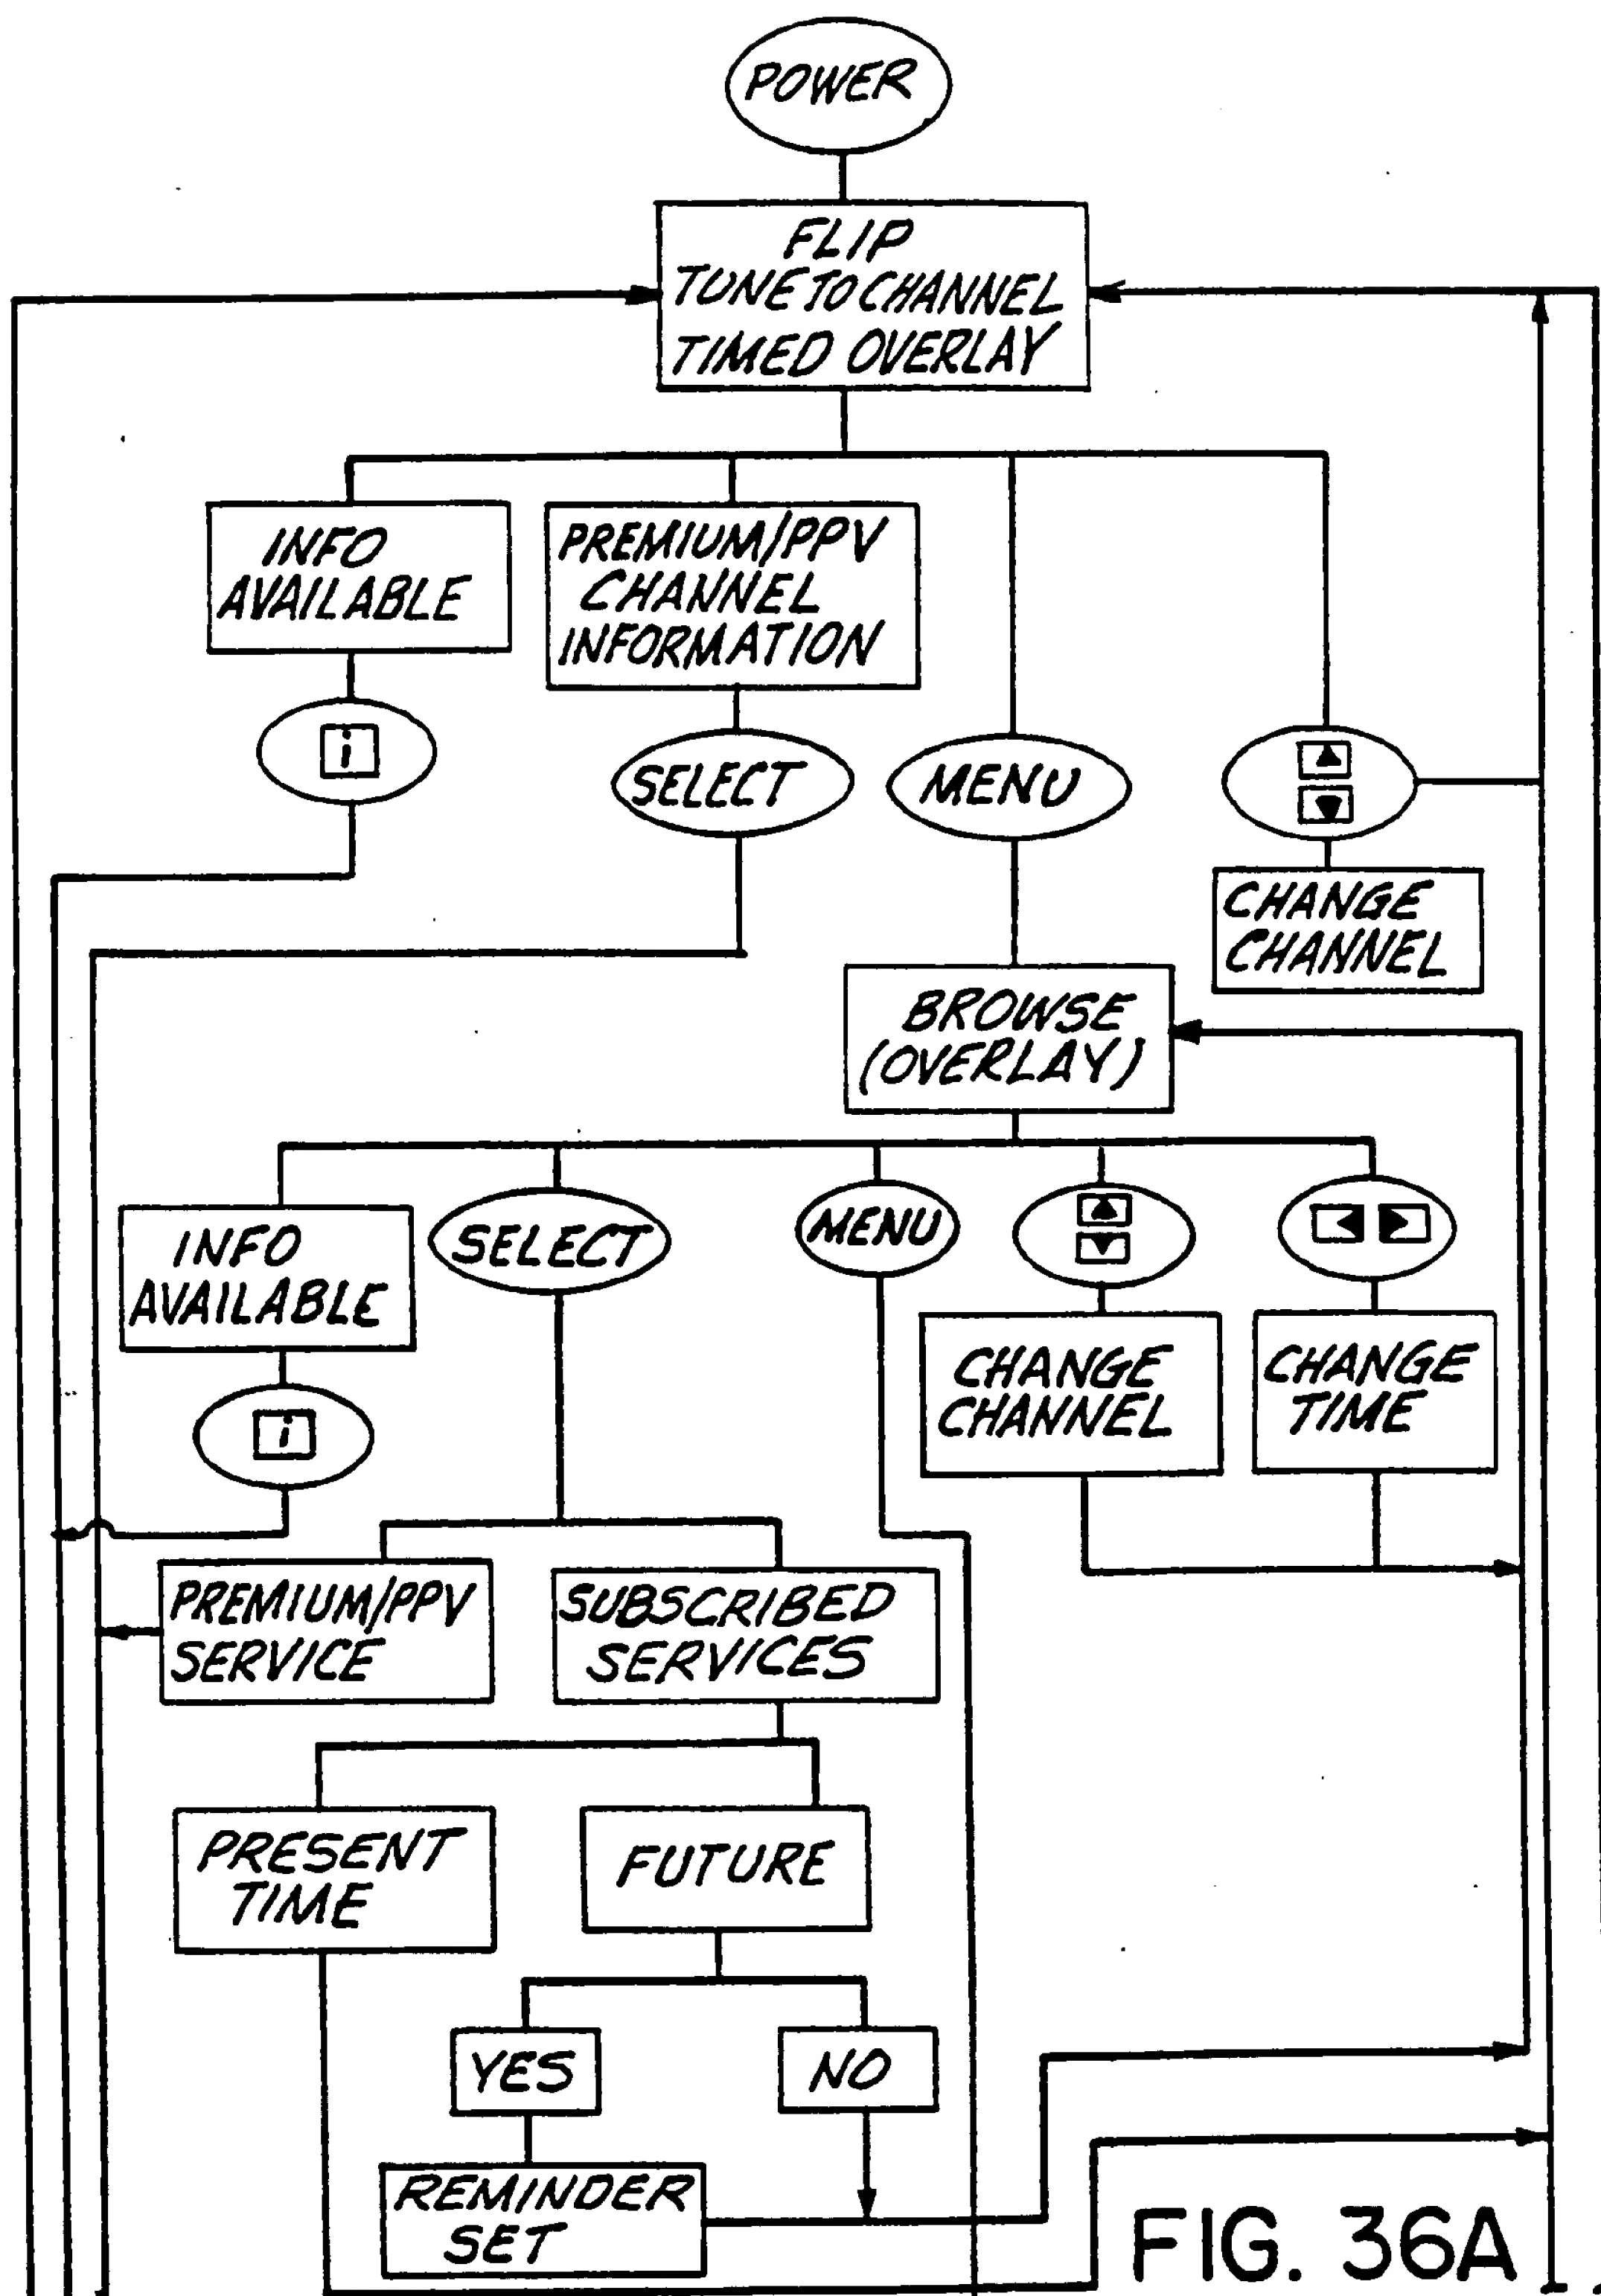 POWER
FLIP
TUNE TO CHANNEL
TIMED OVERLAY
INFO
AVAILABLE
PREMIUM/PPV
CHANNEL
INFORMATION
i
SELECT
MENU
CHANGE
CHANNEL
BROWSE
(OVERLAY)
INFO
AVAILABLE
SELECT
MENU
CHANGE
CHANNEL
CHANGE
TIME
i
PREMIUM/PPV
SERVICE
SUBSCRIBED
SERVICES
PRESENT
TIME
FUTURE
YES
NO
REMINDER
SET
FIG. 36A